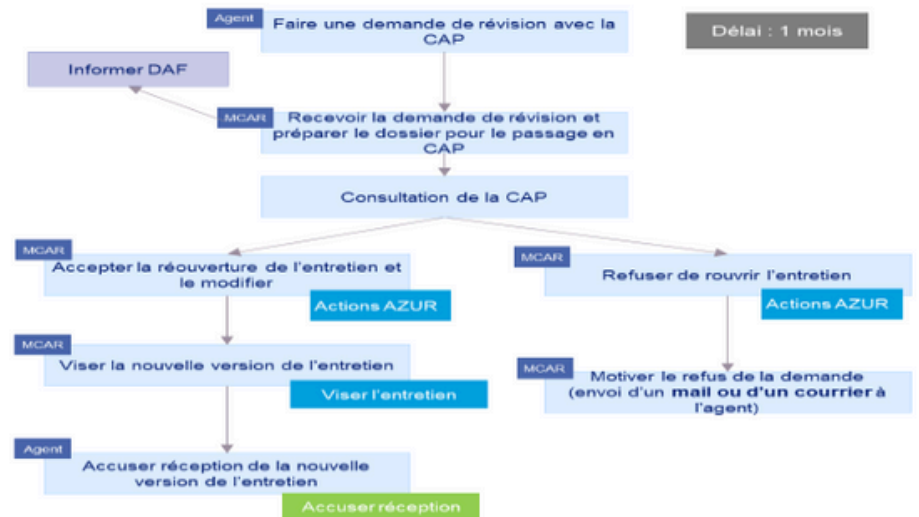 Agent
Faire une demande de révision avec la
CAP
Délai : 1 mois
Informer DAF
MCAR
Recevoir la demande de révision et
préparer le dossier pour le passage en
CAP
Consultation de la CAP
MCAR
Accepter la réouverture de l'entretien et
le modifier
Actions AZUR
MCAR
Refuser de rouvrir l'entretien
Actions AZUR
MCAR
Viser la nouvelle version de l'entretien
Viser l'entretien
MCAR
Motiver le refus de la demande
(envoi d'un mail ou d'un courrier à
l'agent)
Agent
Accuser réception de la nouvelle
version de l'entretien
Accuser réception